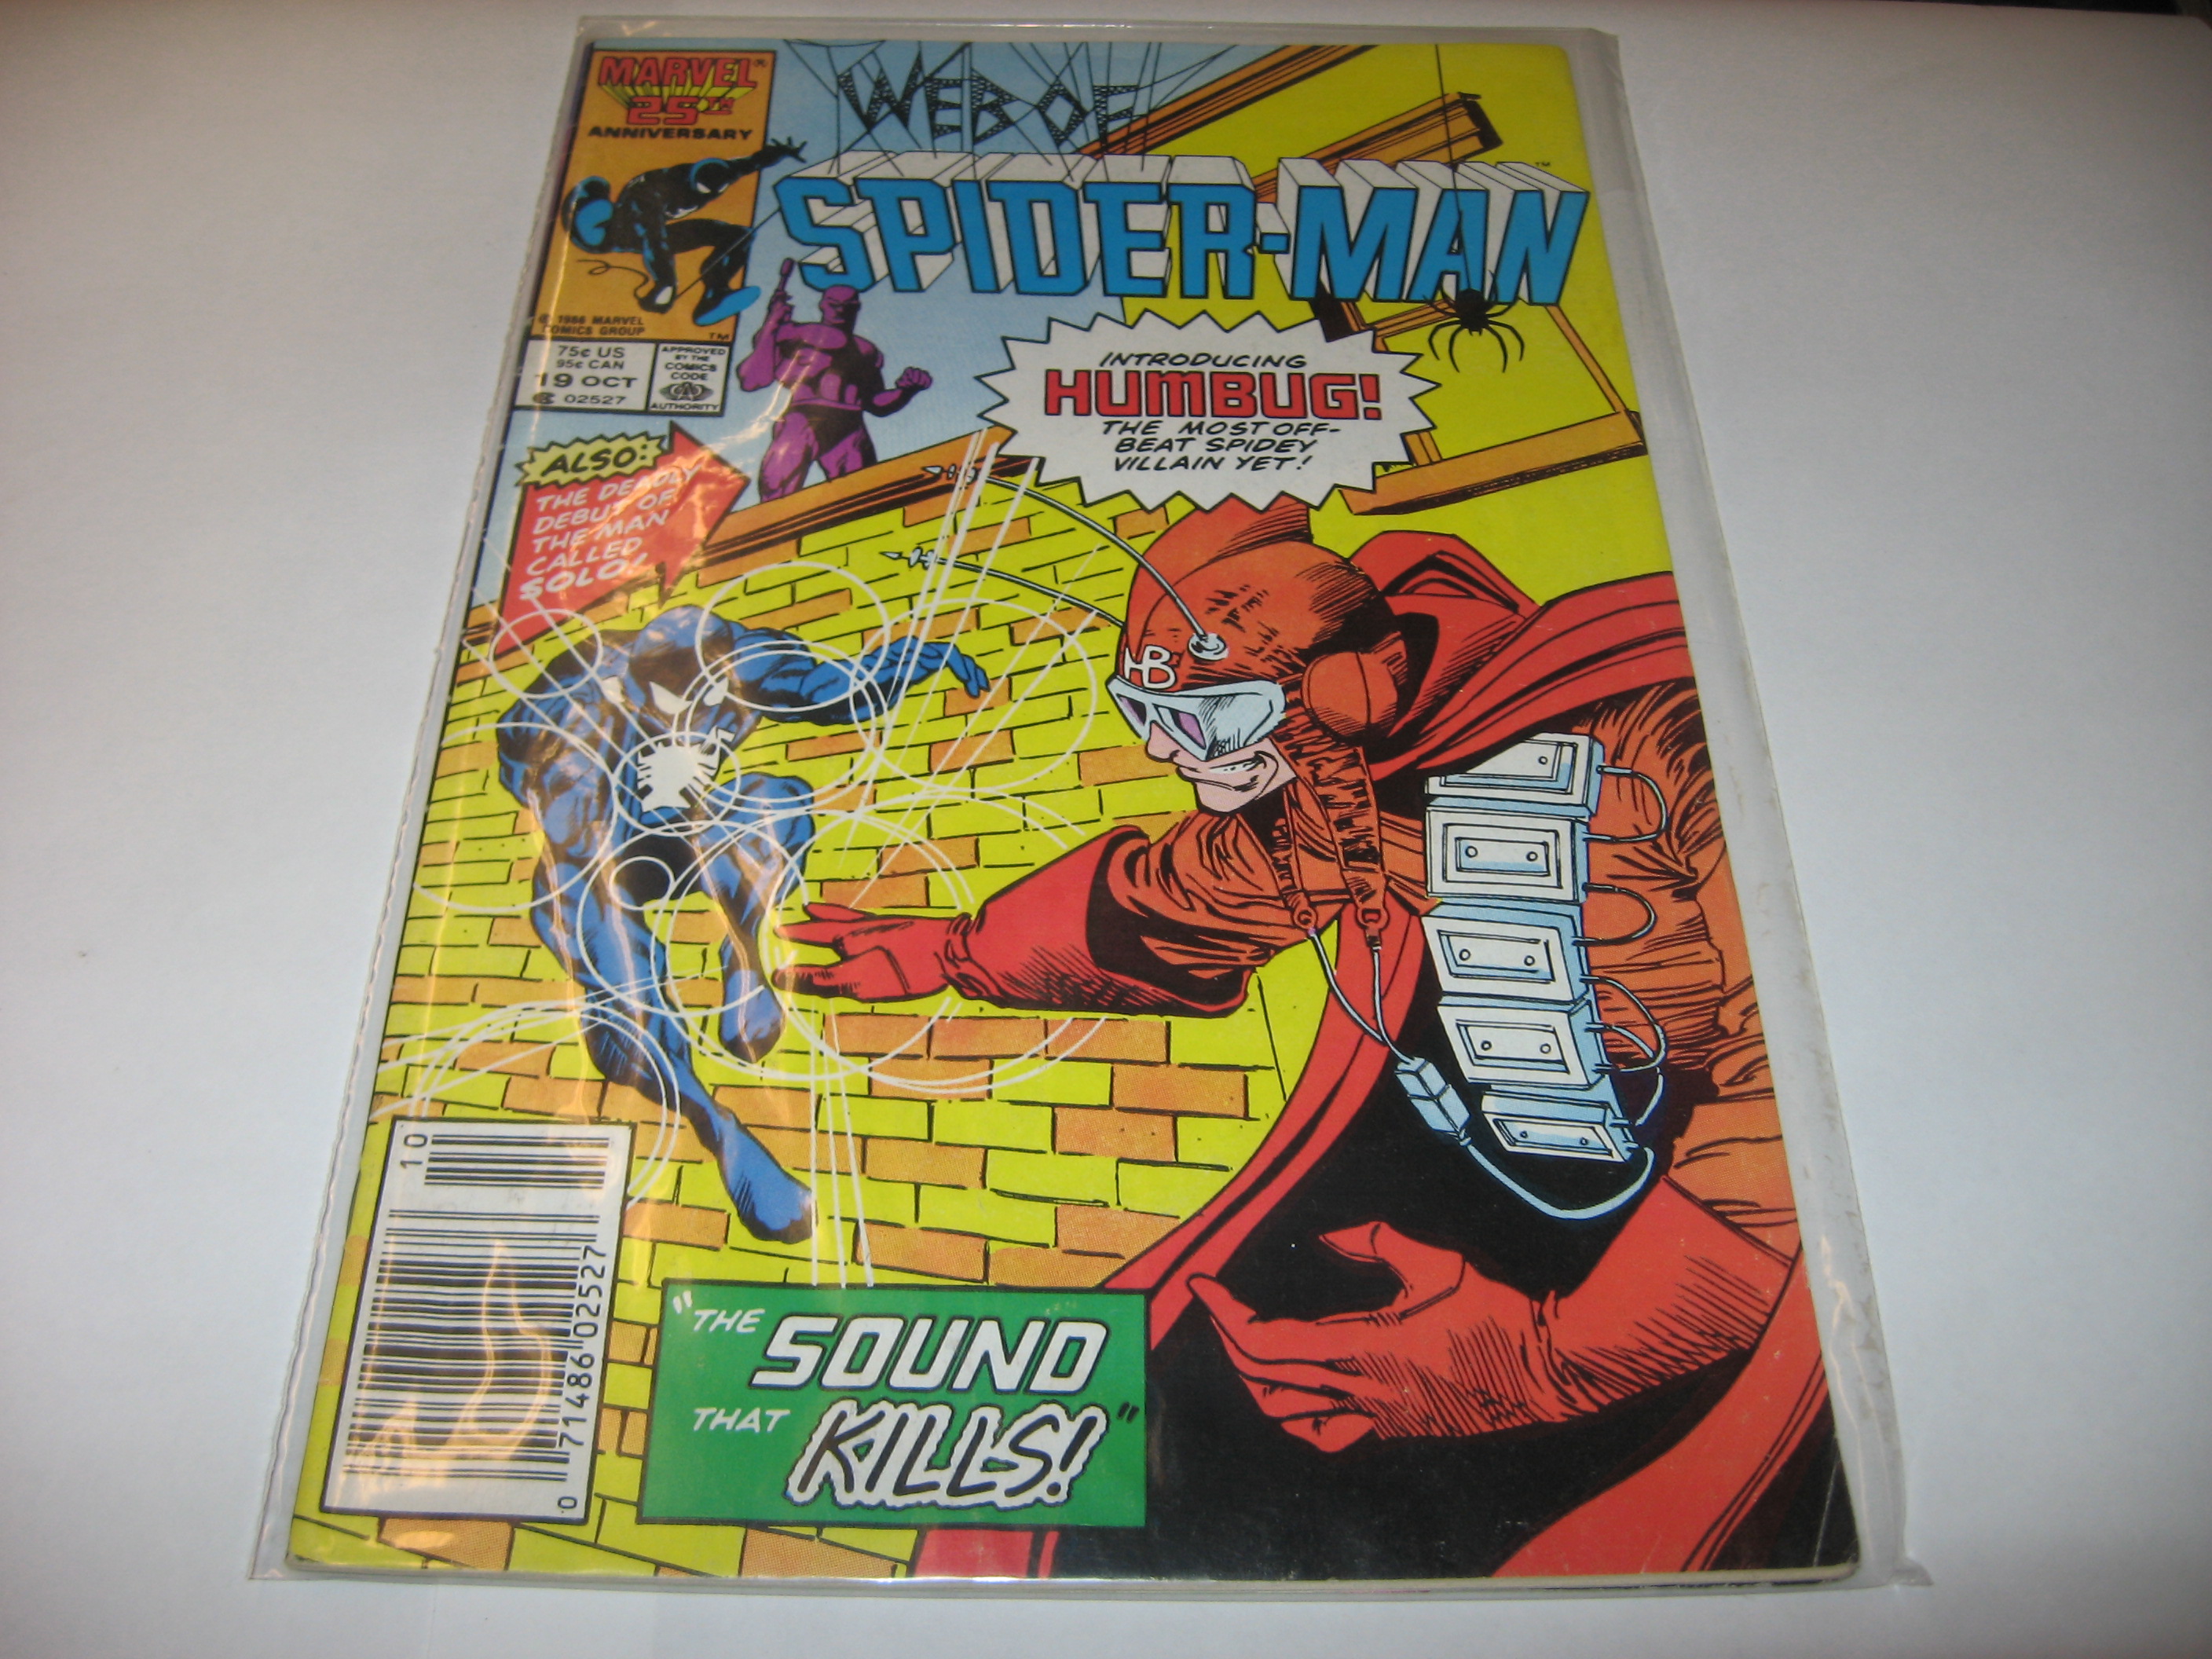 MARVEL®
25TH
ANNIVERSARY
WEB OF
SPIDER-MAN
TM
© 1986 MARVEL
COMICS GROUP
TM
75¢ US
95¢ CAN
19 OCT
02527
APPROVED
BY THE
COMICS
CODE
AUTHORITY
INTRODUCING
HUMBUG!
THE MOST OFF-
BEAT SPIDEY
VILLAIN YET!
ALSO:
THE DEADLY
DEBUT OF
THE MAN
CALLED
SOLO!
HB
10
0 71486 02527
"THE
SOUND
THAT
KILLS!"